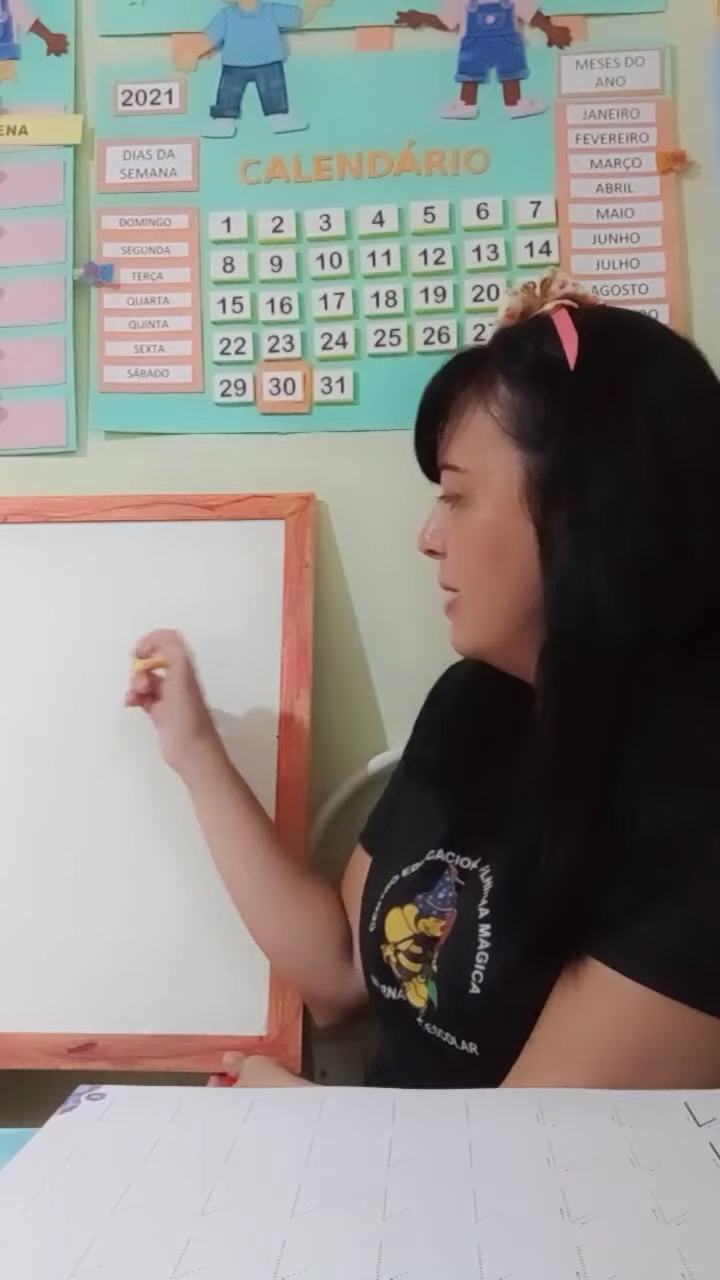 ENA
2021
DIAS DA
SEMANA
DOMINGO
SEGUNDA
TERÇA
QUARTA
QUINTA
SEXTA
SÁBADO
CALENDÁRIO
1 2 3 4 5 6 7
8 9 10 11 12 13 14
15 16 17 18 19 20
22 23 24 25 26
29 30 31
MESES DO
ANO
JANEIRO
FEVEREIRO
MARÇO
ABRIL
MAIO
JUNHO
JULHO
AGOSTO
MÁGICA
L